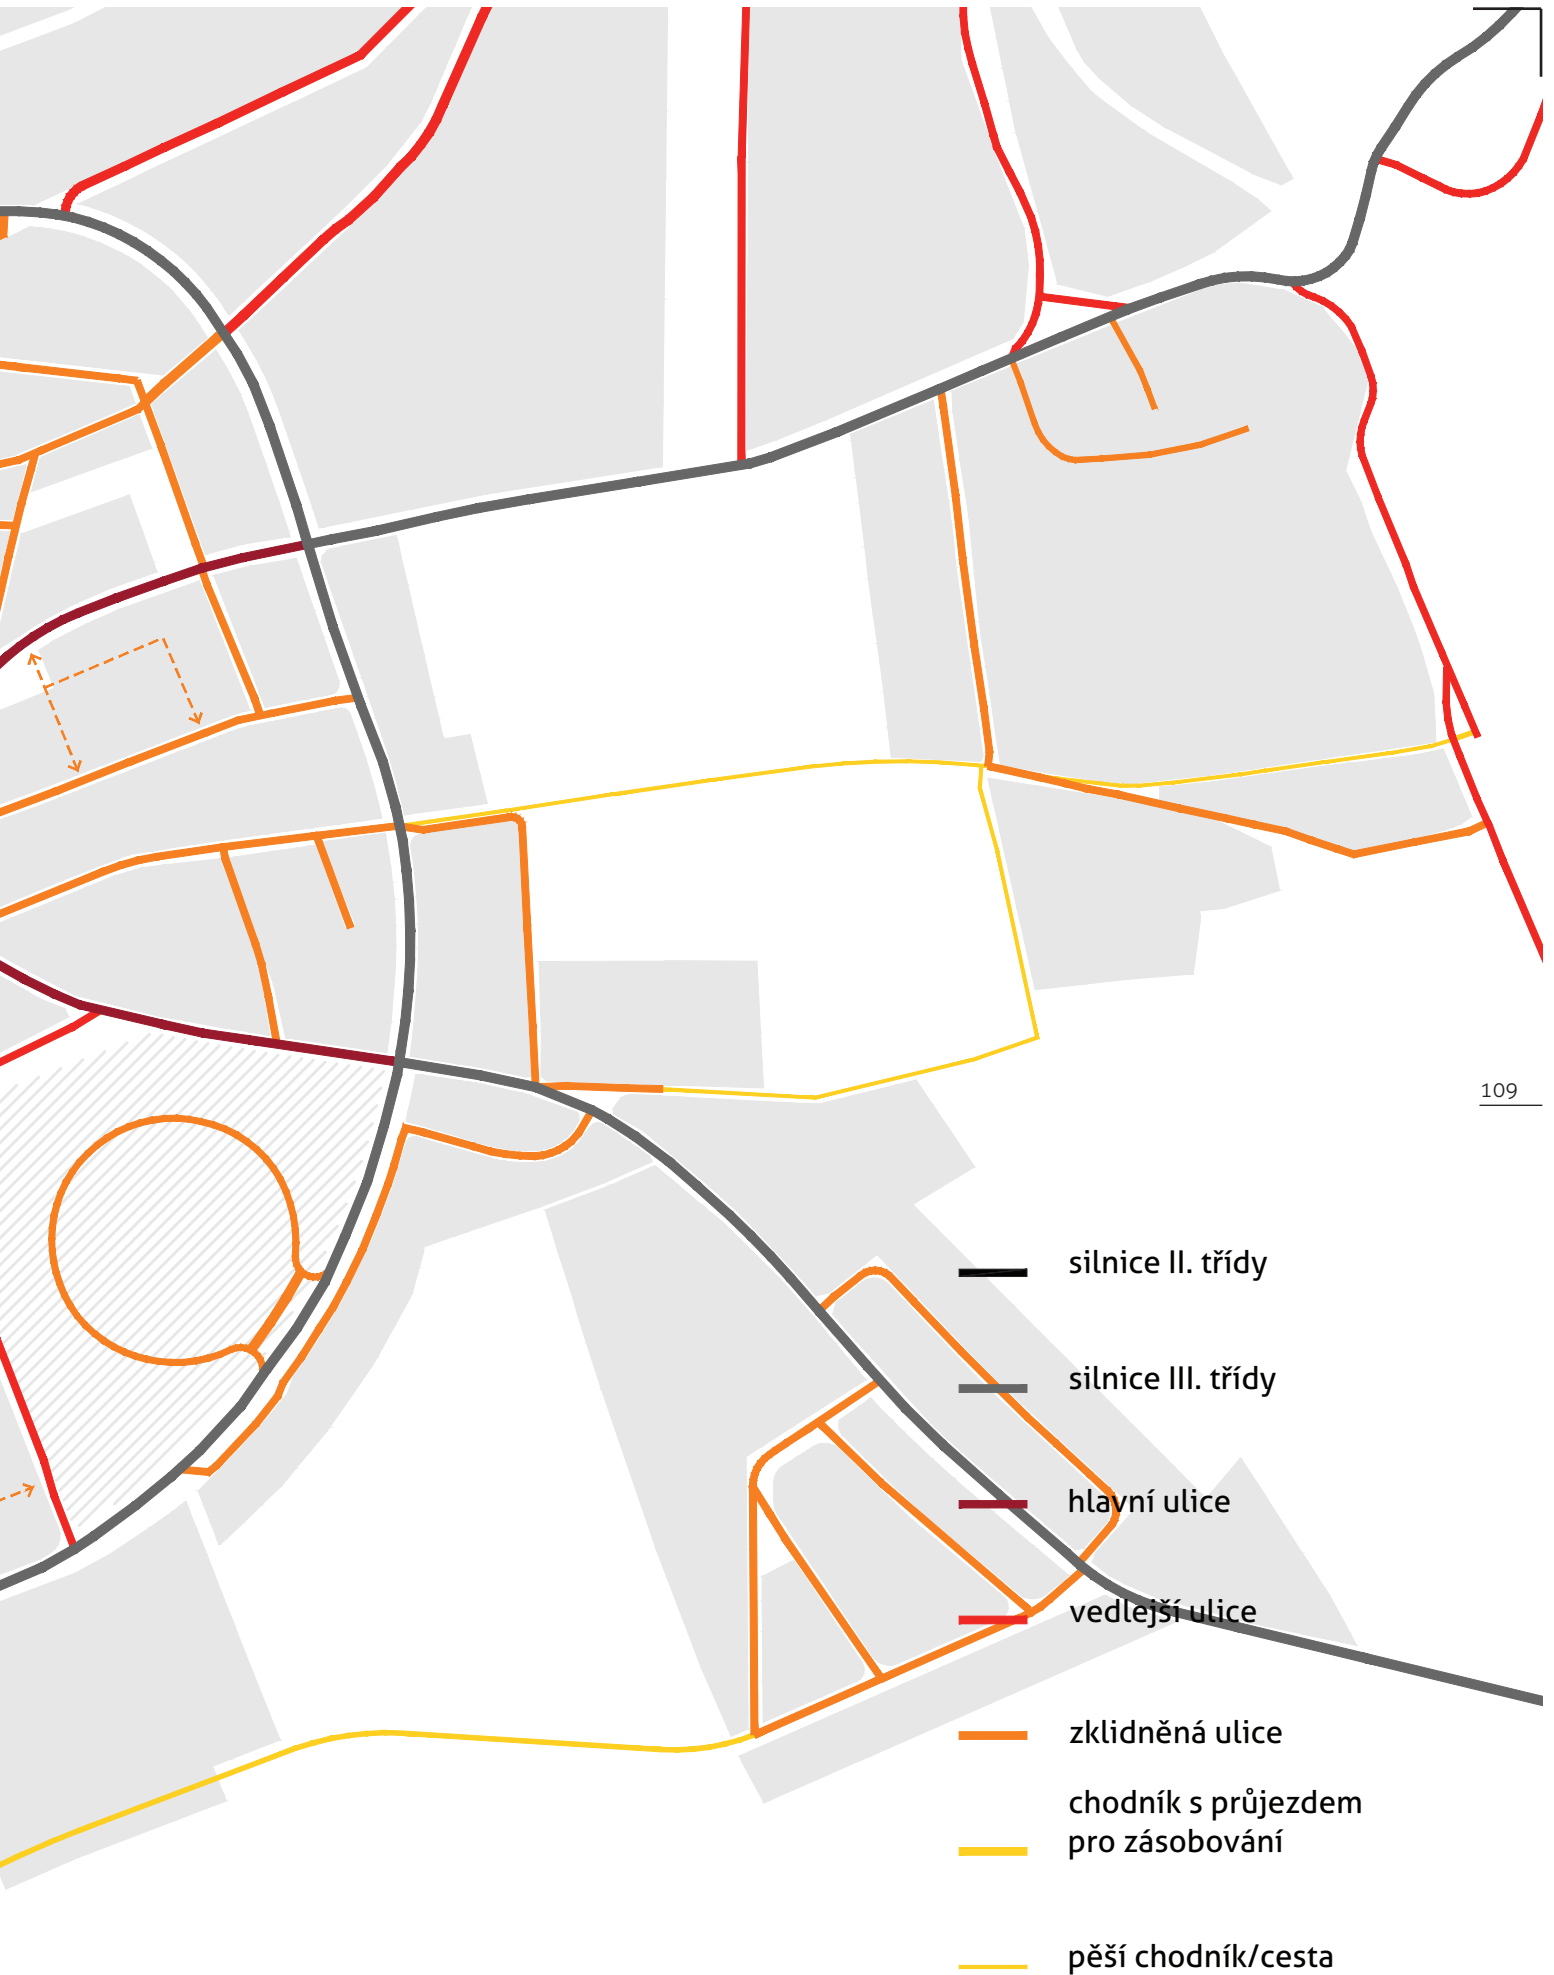 109
silnice II. třídy
silnice III. třídy
hlavní ulice
vedlejší ulice
zklidněná ulice
chodník s průjezdem
pro zásobování
pěší chodník/cesta